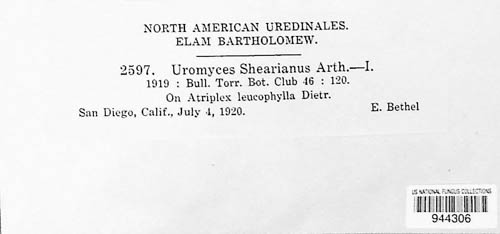 NORTH AMERICAN UREDINALES.
ELAM BARTHOLOMEW.
2597. Uromyces Shearianus Arth.—I.
1919 : Bull. Torr. Bot. Club 46 : 120.
On Atriplex leucophylla Dietr.
San Diego, Calif., July 4, 1920. E. Bethel
US NATIONAL FUNGUS COLLECTIONS
944306